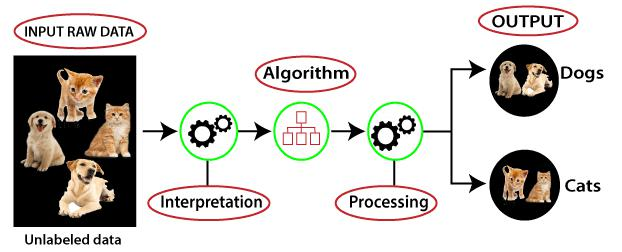 INPUT RAW DATA
Unlabeled data
Interpretation
Algorithm
Processing
OUTPUT
Dogs
Cats